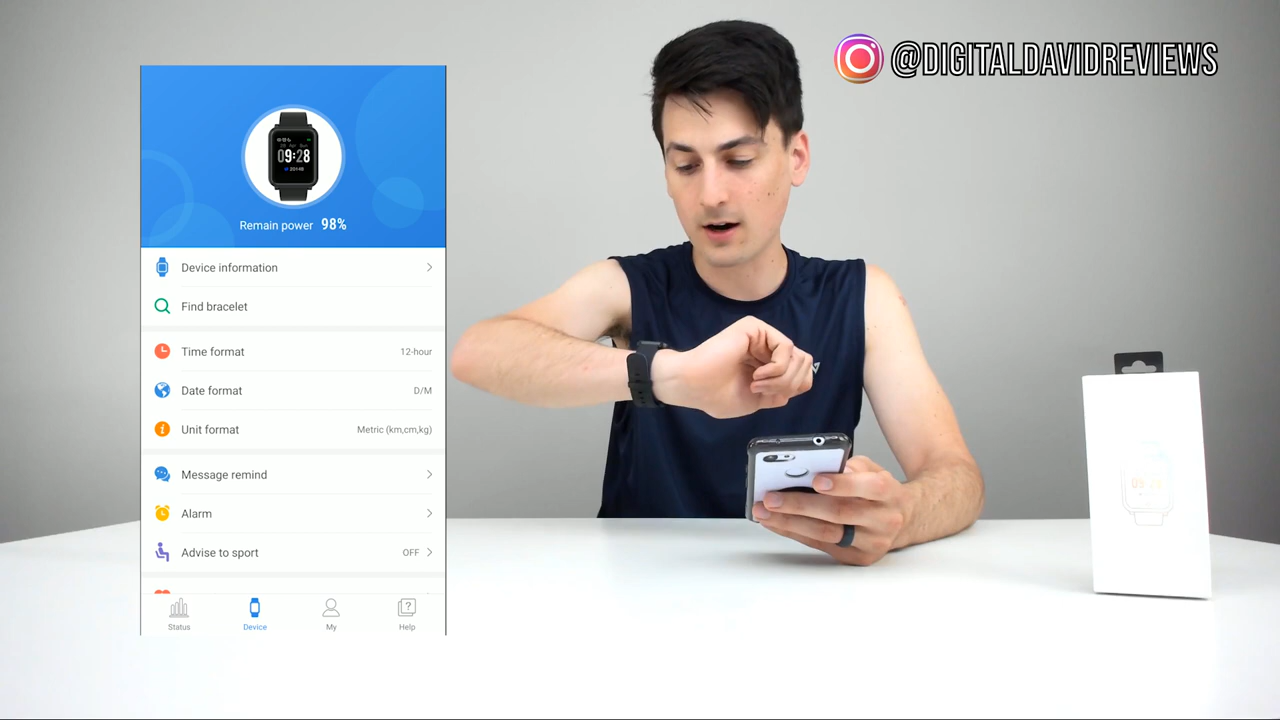 @DIGITALDAVIDREVIEWS
09:28
Remain power 98%
Device information
Find bracelet
Time format 12-hour
Date format D/M
Unit format Metric (km,cm,kg)
Message remind
Alarm
Advise to sport OFF
Status
Device
My
Help